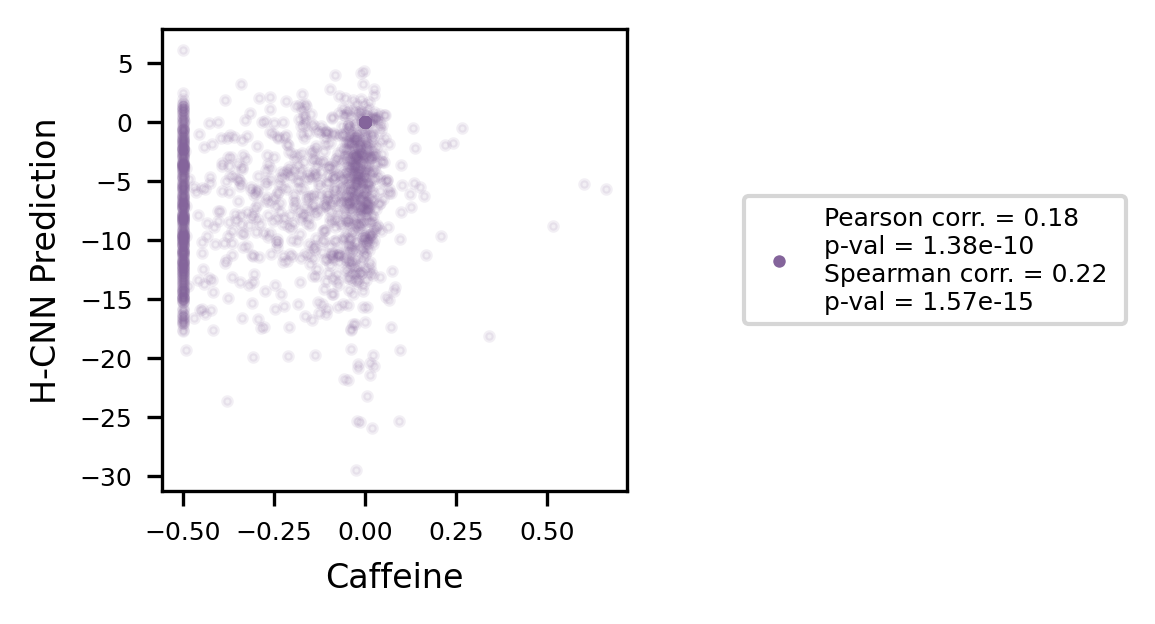 5
0
−5
−10
−15
−20
−25
−30
H-CNN Prediction
−0.50 −0.25 0.00 0.25 0.50
Caffeine
Pearson corr. = 0.18
p-val = 1.38e-10
Spearman corr. = 0.22
p-val = 1.57e-15